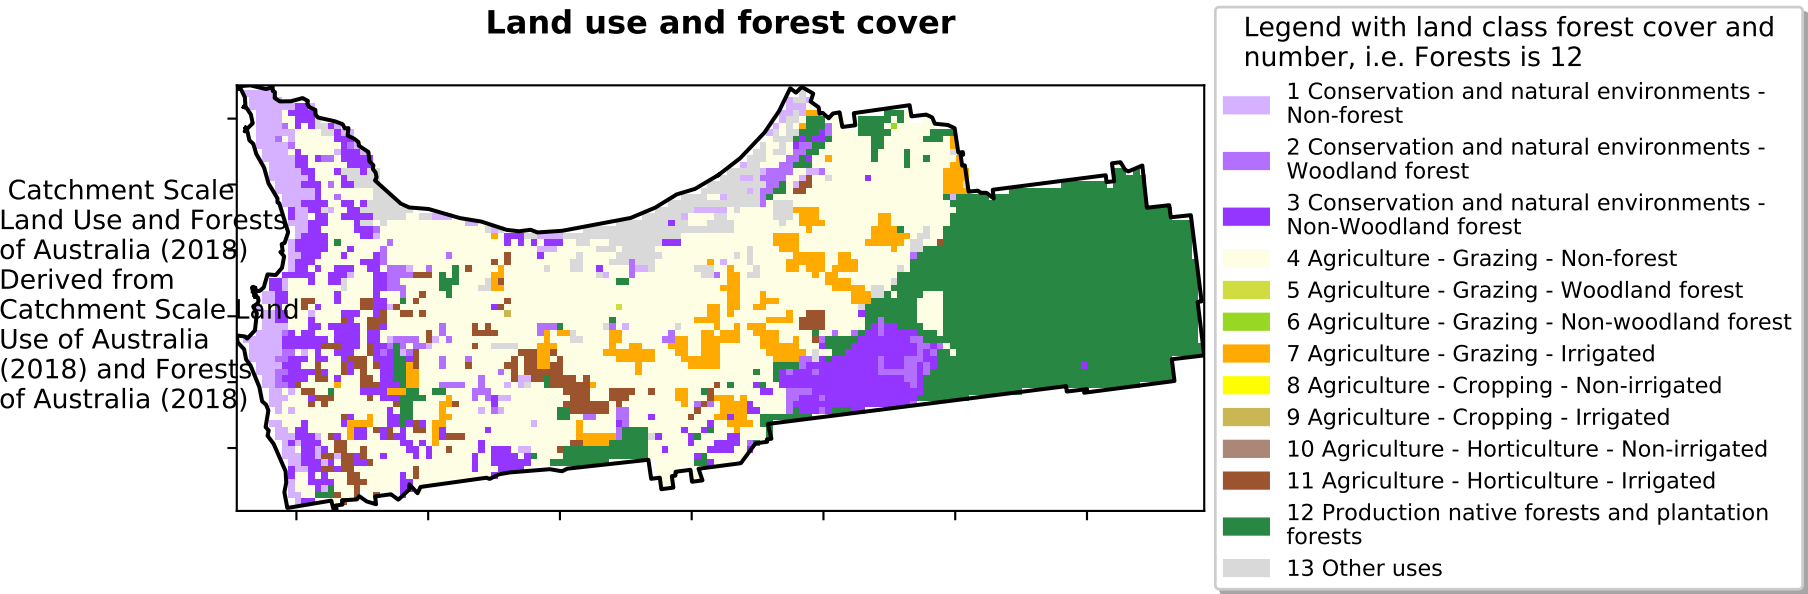 Land use and forest cover
Catchment Scale
Land Use and Forests
of Australia (2018)
Derived from
Catchment Scale Land
Use of Australia
(2018) and Forests
of Australia (2018)
Legend with land class forest cover and
number, i.e. Forests is 12
1 Conservation and natural environments -
Non-forest
2 Conservation and natural environments -
Woodland forest
3 Conservation and natural environments -
Non-Woodland forest
4 Agriculture - Grazing - Non-forest
5 Agriculture - Grazing - Woodland forest
6 Agriculture - Grazing - Non-woodland forest
7 Agriculture - Grazing - Irrigated
8 Agriculture - Cropping - Non-irrigated
9 Agriculture - Cropping - Irrigated
10 Agriculture - Horticulture - Non-irrigated
11 Agriculture - Horticulture - Irrigated
12 Production native forests and plantation
forests
13 Other uses